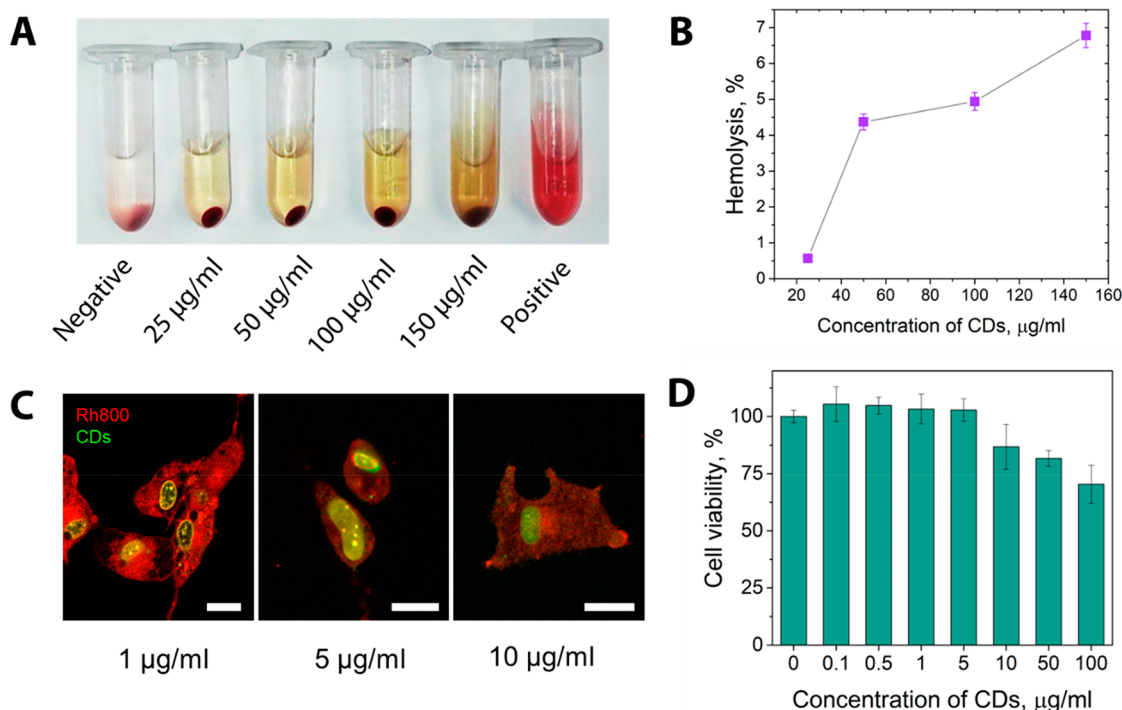 A
Negative
25 µg/ml
50 µg/ml
100 µg/ml
150 µg/ml
Positive
B
Hemolysis, %
7
6
5
4
3
2
1
0
20 40 60 80 100 120 140 160
Concentration of CDs, µg/ml
C
Rh800
CDs
1 µg/ml
5 µg/ml
10 µg/ml
D
Cell viability, %
100
75
50
25
0
0 0.1 0.5 1 5 10 50 100
Concentration of CDs, µg/ml